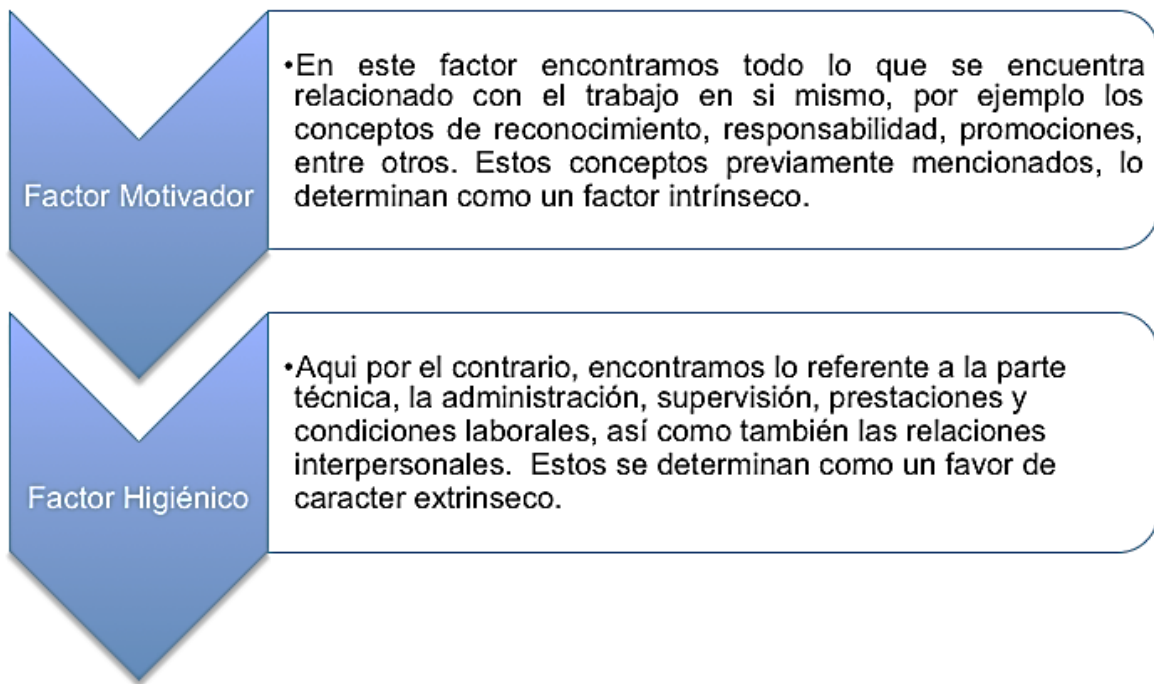 Factor Motivador
•En este factor encontramos todo lo que se encuentra
relacionado con el trabajo en si mismo, por ejemplo los
conceptos de reconocimiento, responsabilidad, promociones,
entre otros. Estos conceptos previamente mencionados, lo
determinan como un factor intrínseco.
Factor Higiénico
•Aqui por el contrario, encontramos lo referente a la parte
técnica, la administración, supervisión, prestaciones y
condiciones laborales, así como también las relaciones
interpersonales.  Estos se determinan como un favor de
caracter extrinseco.